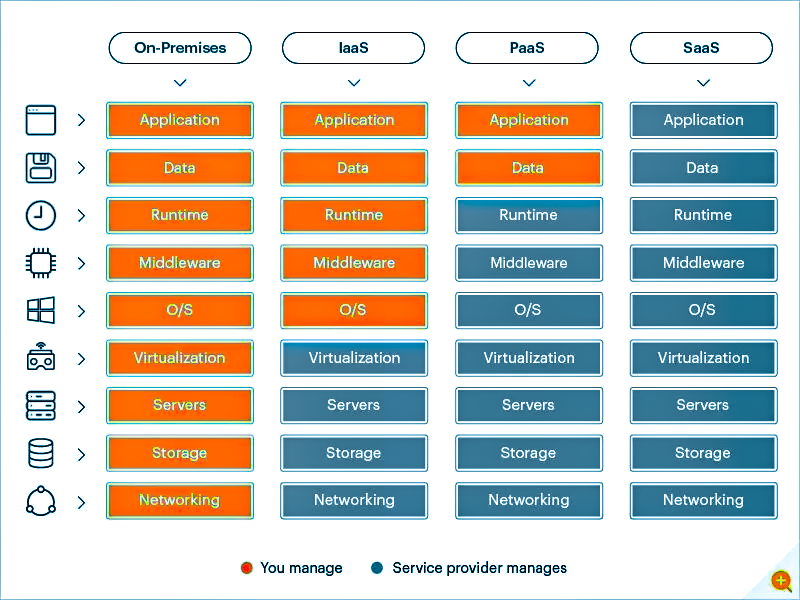 On-Premises IaaS PaaS SaaS
Application Application Application Application
Data Data Data Data
Runtime Runtime Runtime Runtime
Middleware Middleware Middleware Middleware
O/S O/S O/S O/S
Virtualization Virtualization Virtualization Virtualization
Servers Servers Servers Servers
Storage Storage Storage Storage
Networking Networking Networking Networking
You manage Service provider manages